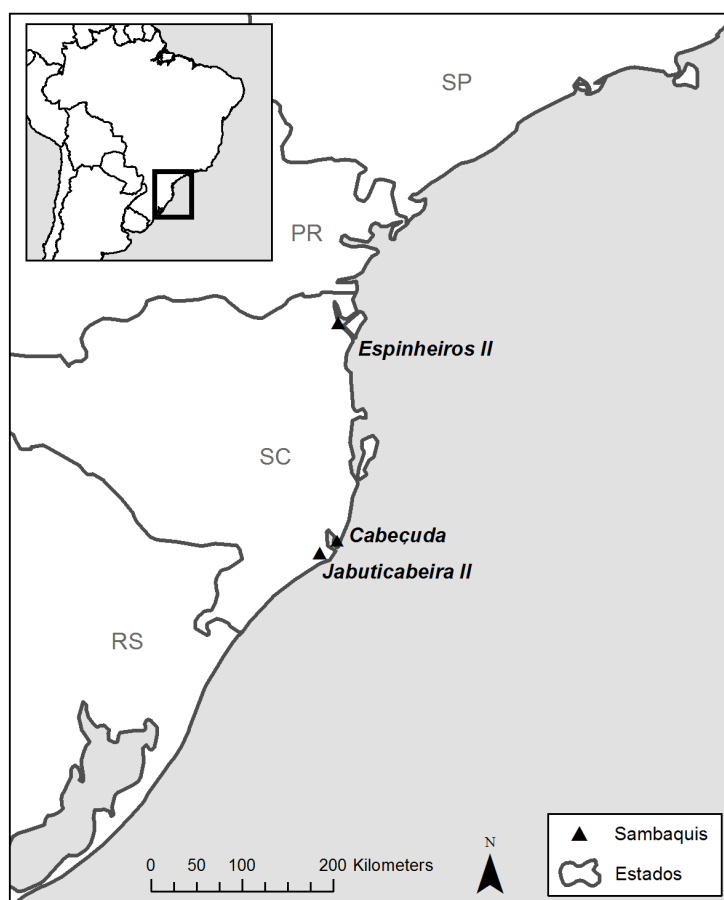 SP
PR
Espinheiros II
SC
Cabeçuda
Jabuticabeira II
RS
N
0 50 100 200 Kilometers
Sambaquis
Estados